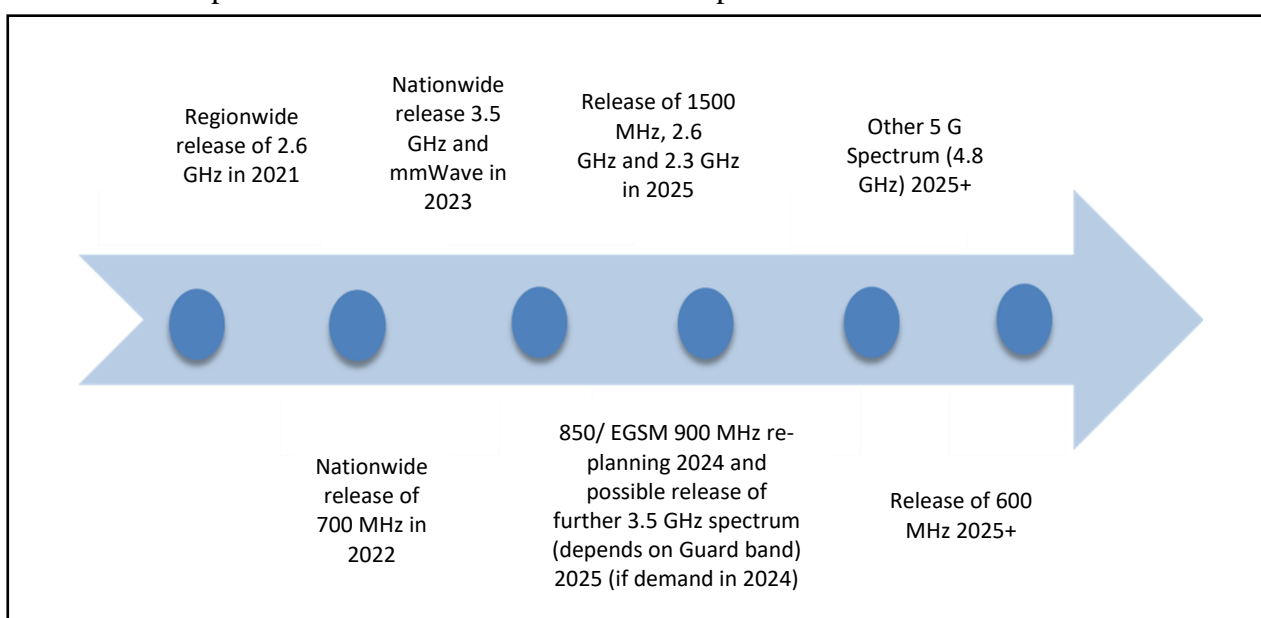 Regionwide
release of 2.6
GHz in 2021
Nationwide
release 3.5
GHz and
mmWave in
2023
Release of 1500
MHz, 2.6
GHz and 2.3 GHz
in 2025
Other 5 G
Spectrum (4.8
GHz) 2025+
Nationwide
release of
700 MHz in
2022
850/ EGSM 900 MHz re-
planning 2024 and
possible release of
further 3.5 GHz spectrum
(depends on Guard band)
2025 (if demand in 2024)
Release of 600
MHz 2025+